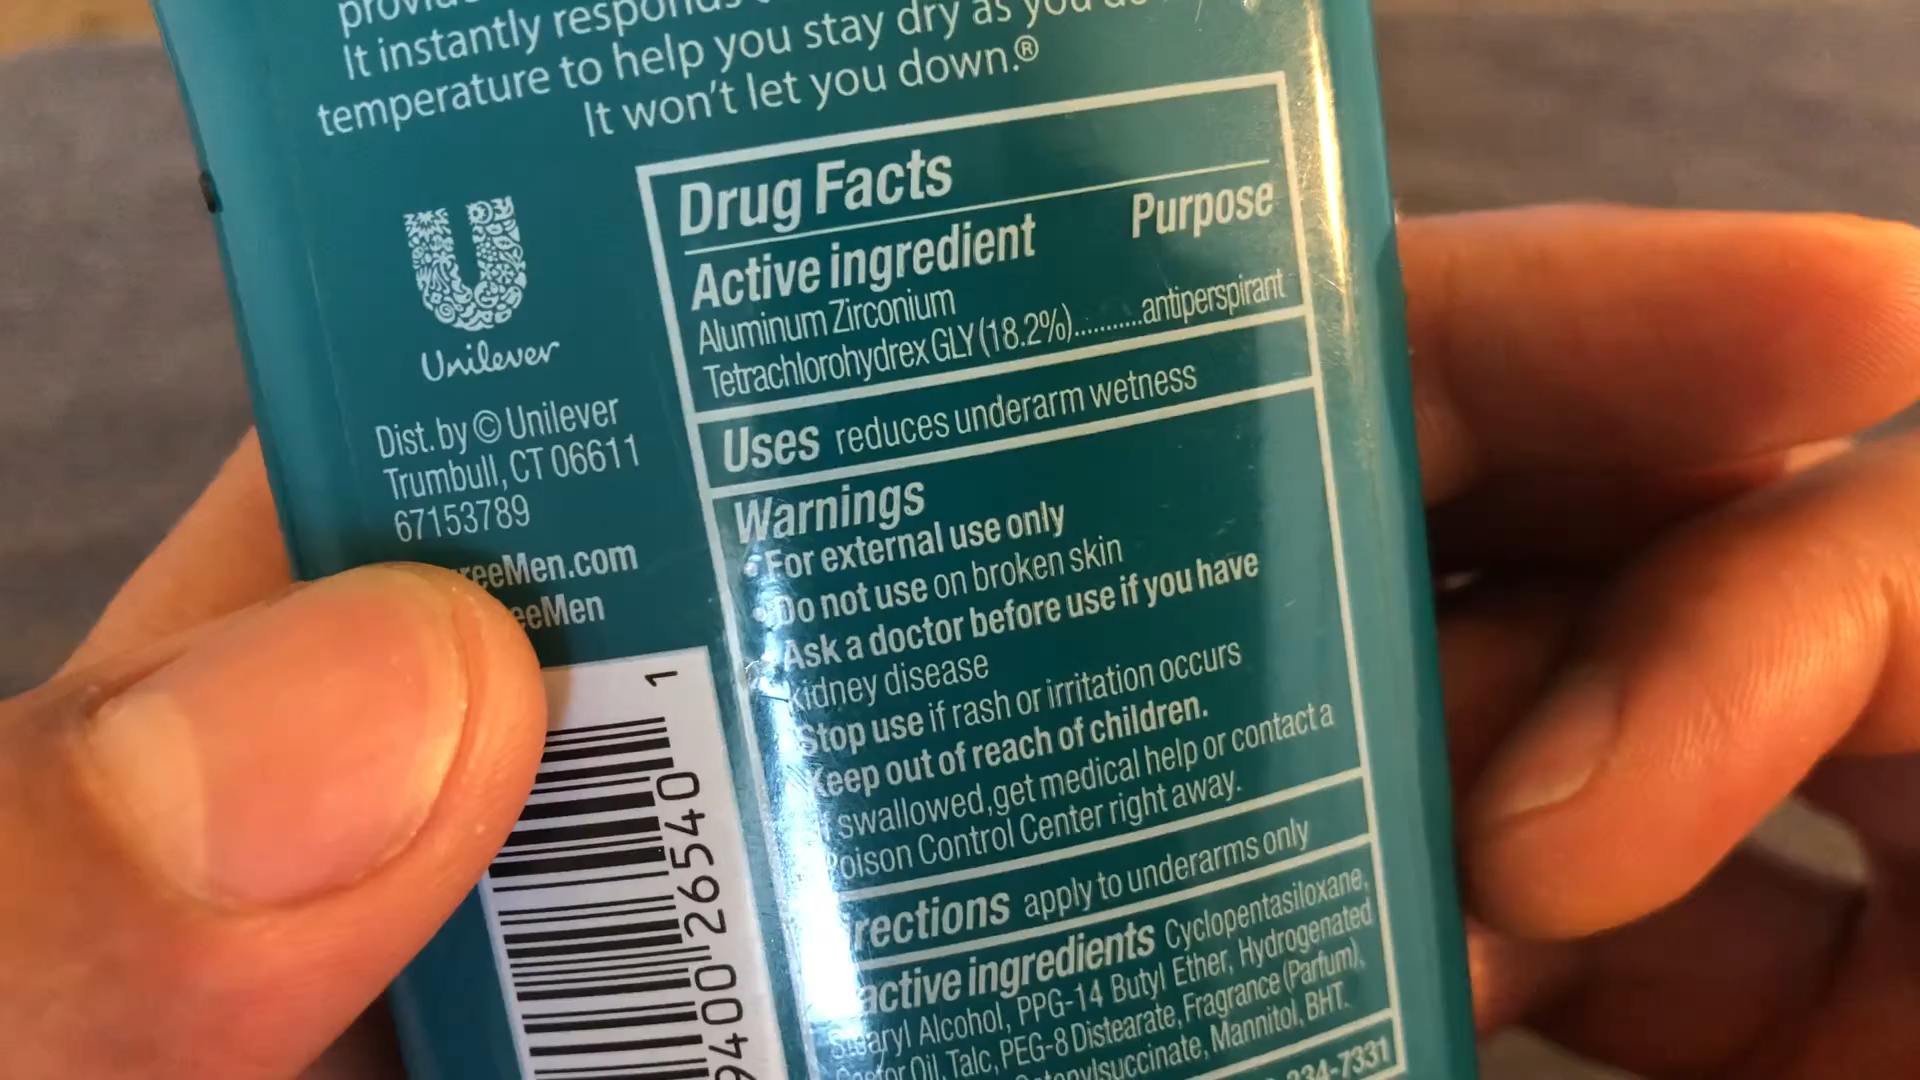 It instantly responds
temperature to help you stay dry as you
It won't let you down.®
Unilever
Dist. by © Unilever
Trumbull, CT 06611
67153789
reeMen.com
eeMen
1
9400 26540
Drug Facts
Active ingredient Purpose
Aluminum Zirconium
Tetrachlorohydrex GLY (18.2%)...........antiperspirant
Uses reduces underarm wetness
Warnings
• For external use only
• Do not use on broken skin
• Ask a doctor before use if you have
kidney disease
Stop use if rash or irritation occurs
Keep out of reach of children.
swallowed, get medical help or contact a
Poison Control Center right away.
rections apply to underarms only
active ingredients Cyclopentasiloxane,
Stearyl Alcohol, PPG-14 Butyl Ether, Hydrogenated
Castor Oil, Talc, PEG-8 Distearate, Fragrance (Parfum),
Mannitol, BHT.
234-7331